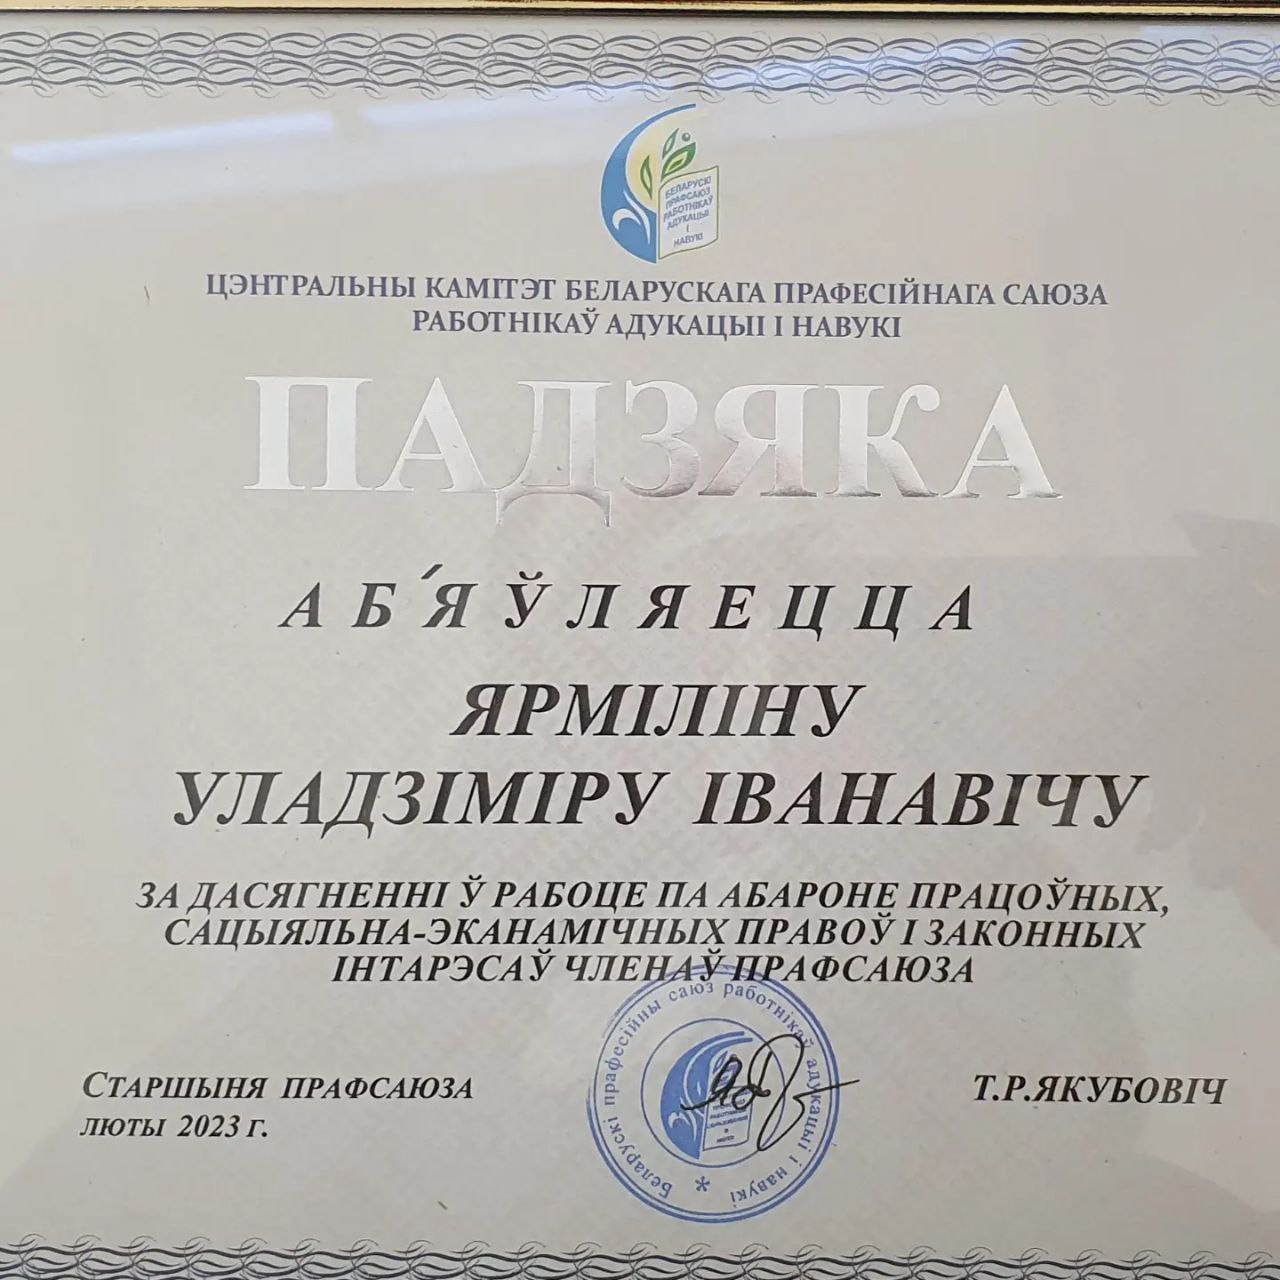 БЕЛАРУСКІ
ПРАФСАЮЗ
РАБОТНІКАЎ
АДУКАЦЫІ
І
НАВУКІ
ЦЭНТРАЛЬНЫ КАМІТЭТ БЕЛАРУСКАГА ПРАФЕСІЙНАГА САЮЗА
РАБОТНІКАЎ АДУКАЦЫІ І НАВУКІ
ПАДЗЯКА
АБ'ЯЎЛЯЕЦЦА
ЯРМІЛІНУ
УЛАДЗІМІРУ ІВАНАВІЧУ
ЗА ДАСЯГНЕННІ Ў РАБОЦЕ ПА АБАРОНЕ ПРАЦОЎНЫХ,
САЦЫЯЛЬНА-ЭКАНАМІЧНЫХ ПРАВОЎ І ЗАКОННЫХ
ІНТАРЭСАЎ ЧЛЕНАЎ ПРАФСАЮЗА
Беларускі прафесійны саюз работнікаў адукацыі і навукі *
СТАРШЫНЯ ПРАФСАЮЗА
Т.Р.ЯКУБОВІЧ
ЛЮТЫ 2023 г.